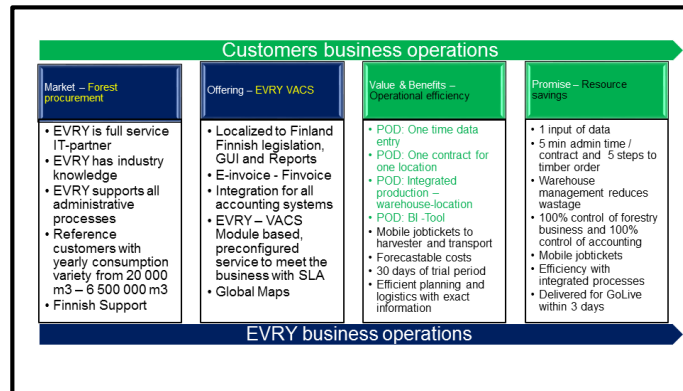 Customers business operations
Market – Forest
procurement
• EVRY is full service
IT-partner
• EVRY has industry
knowledge
• EVRY supports all
administrative
processes
• Reference
customers with
yearly consumption
variety from 20 000
m3 – 6 500 000 m3
• Finnish Support
Offering – EVRY VACS
• Localized to Finland
Finnish legislation,
GUI and Reports
• E-invoice - Finvoice
• Integration for all
accounting systems
• EVRY – VACS
Module based,
preconfigured
service to meet the
business with SLA
• Global Maps
Value & Benefits –
Operational efficiency
• POD: One time data
entry
• POD: One contract for
one location
• POD: Integrated
production –
warehouse-location
• POD: BI -Tool
• Mobile jobtickets to
harvester and transport
• Forecastable costs
• 30 days of trial period
• Efficient planning and
logistics with exact
information
Promise – Resource
savings
• 1 input of data
• 5 min admin time /
contract and 5 steps to
timber order
• Warehouse
management reduces
wastage
• 100% control of forestry
business and 100%
control of accounting
• Mobile jobtickets
• Efficiency with
integrated processes
• Delivered for GoLive
within 3 days
EVRY business operations